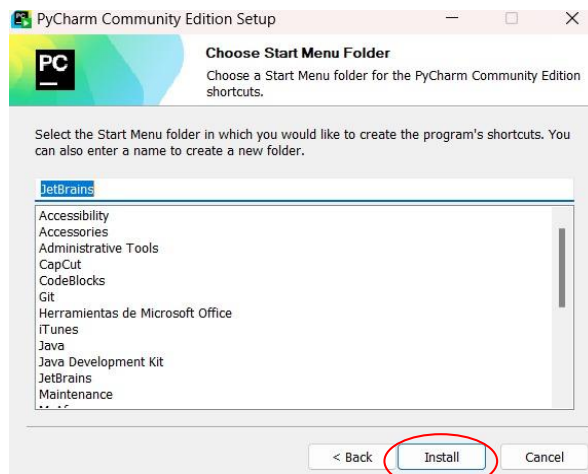 PyCharm Community Edition Setup
PC
Choose Start Menu Folder
Choose a Start Menu folder for the PyCharm Community Edition
shortcuts.
Select the Start Menu folder in which you would like to create the program's shortcuts. You
can also enter a name to create a new folder.
JetBrains
Accessibility
Accessories
Administrative Tools
CapCut
CodeBlocks
Git
Herramientas de Microsoft Office
iTunes
Java
Java Development Kit
JetBrains
Maintenance
< Back Install Cancel